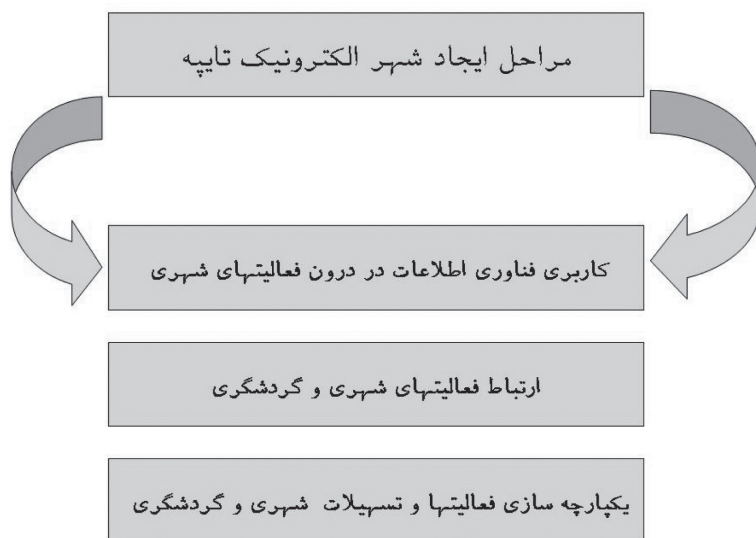 مراحل ایجاد شهر الکترونیک تایپه
کاربری فناوری اطلاعات در درون فعالیتهای شهری
ارتباط فعالیتهای شهری و گردشگری
یکپارچه سازی فعالیتها و تسهیلات شهری و گردشگری